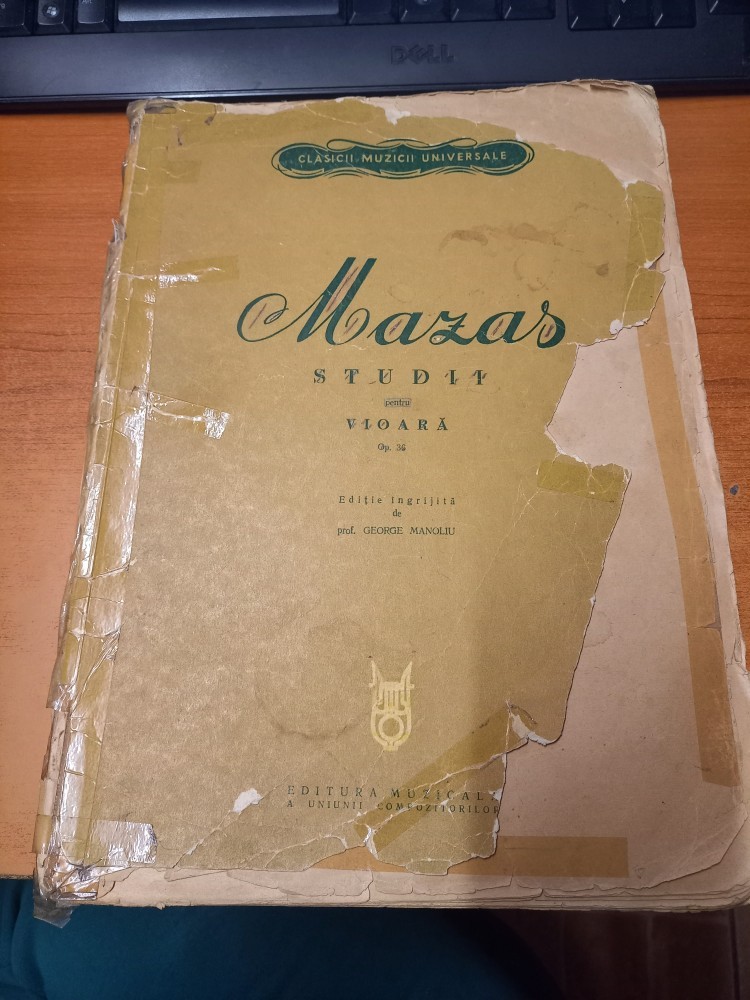 DELL
CLASICII MUZICII UNIVERSALE
Mazas
STUDII
pentru
VIOARĂ
Op. 36
Ediție îngrijită
de
prof. GEORGE MANOLIU
EDITURA MUZICAL
A UNIUNII COMPOZITORILOR